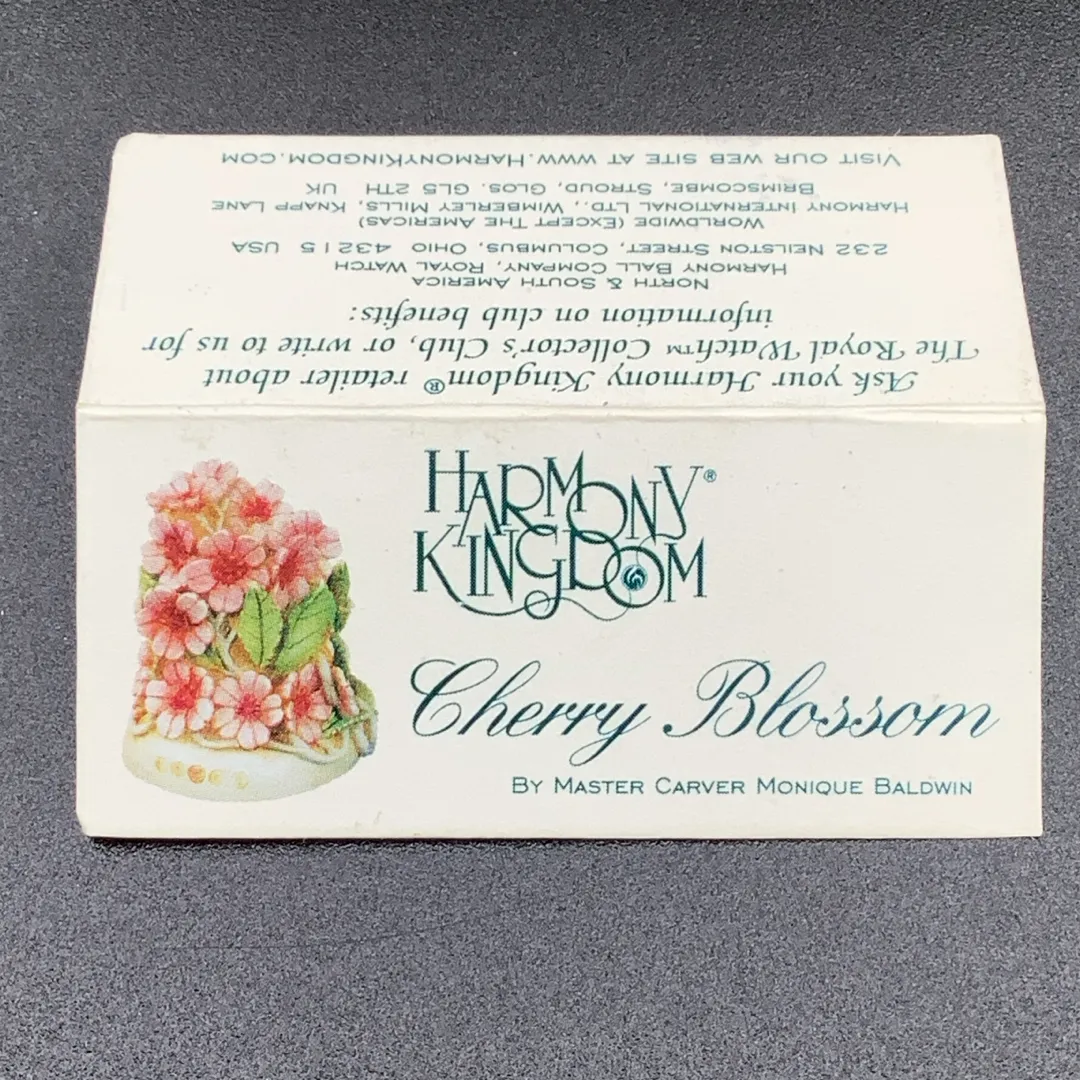 HARMONY®
KINGDOM
Cherry Blossom
BY MASTER CARVER MONIQUE BALDWIN
Ask your Harmony Kingdom® retailer about
The Royal Watch™ Collector's Club, or write to us for
information on club benefits:
NORTH & SOUTH AMERICA
HARMONY BALL COMPANY, ROYAL WATCH
232 NEILSTON STREET, COLUMBUS, OHIO 43215 USA
WORLDWIDE (EXCEPT THE AMERICAS)
HARMONY INTERNATIONAL LTD., WIMBERLEY MILLS, KNAPP LANE
BRIMSCOMBE, STROUD, GLOS. GL5 2TH UK
VISIT OUR WEB SITE AT WWW.HARMONYKINGDOM.COM